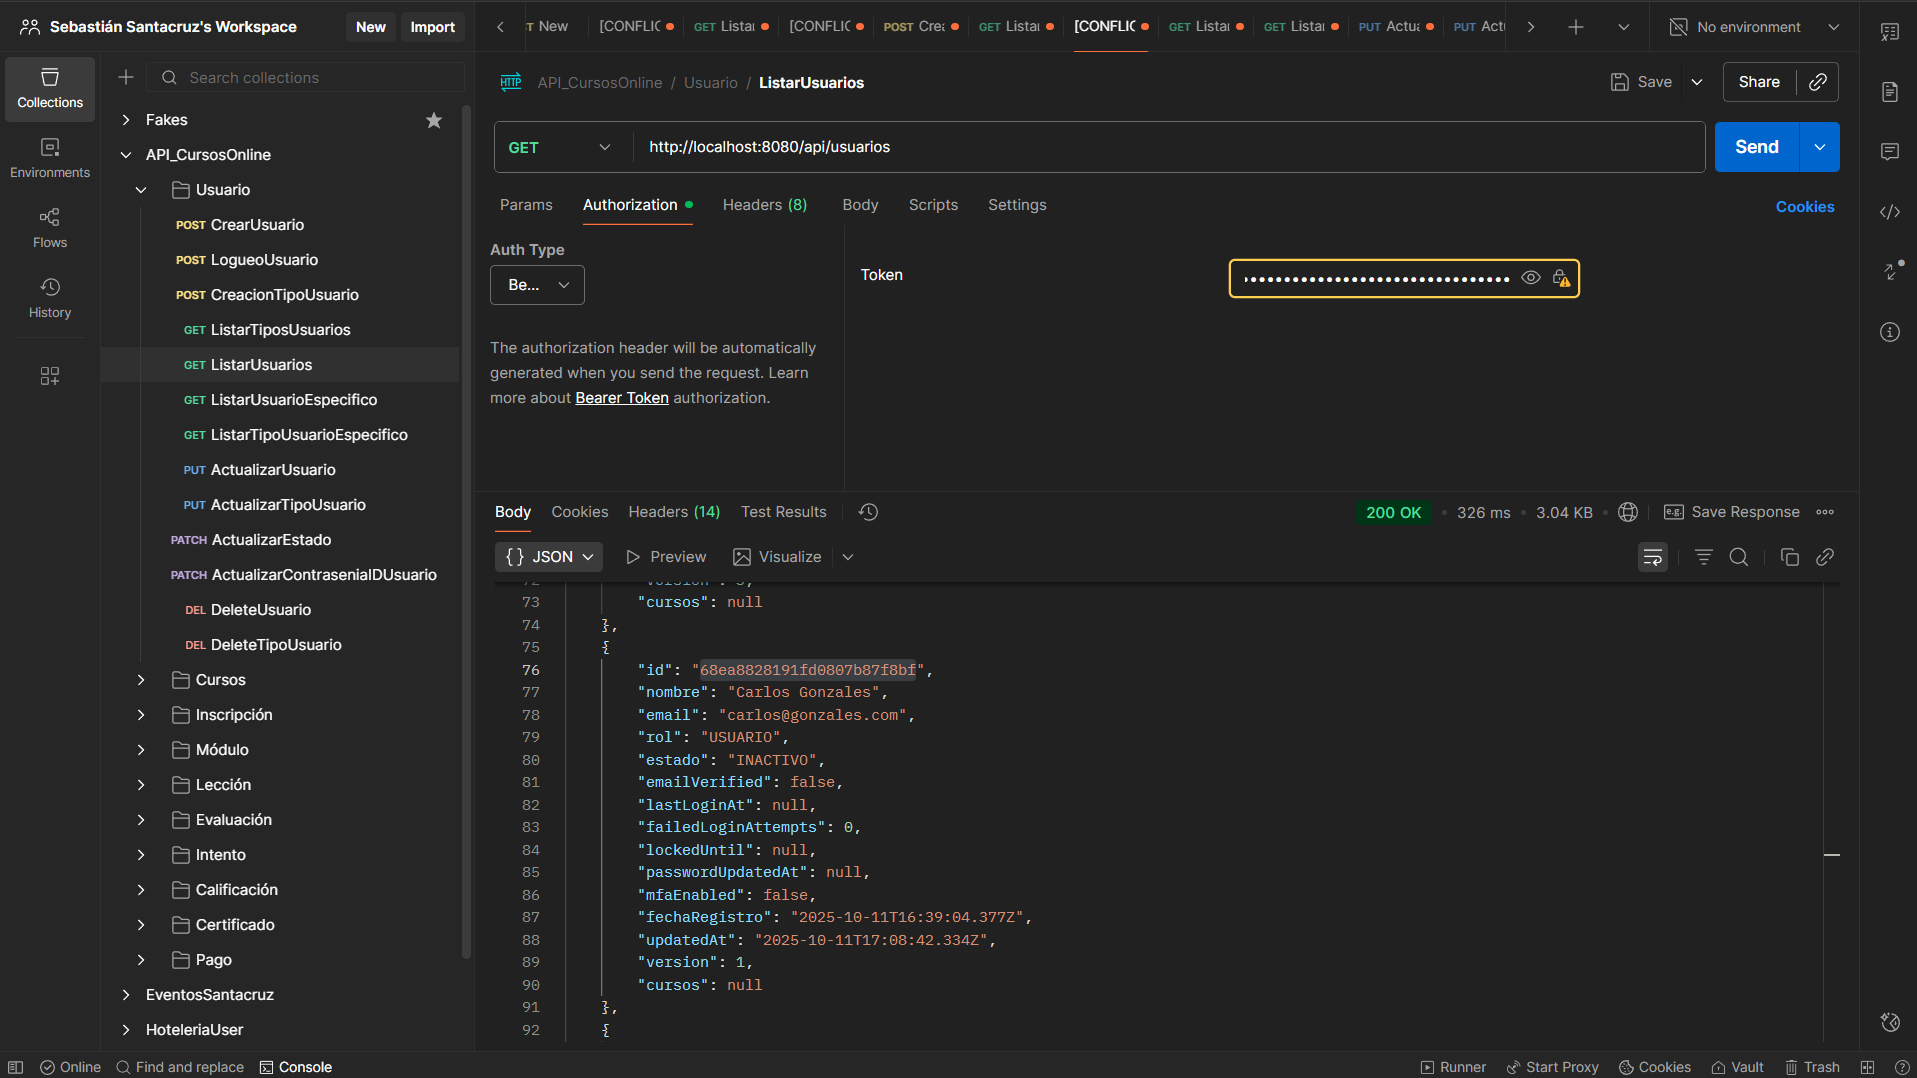 Sebastián Santacruz's Workspace
New
Import
New
[CONFLIC
GET Listar
[CONFLIC
POST Crea
GET Listar
[CONFLIC
GET Listar
GET Listar
PUT Actua
PUT Act
No environment
Collections
Environments
Flows
History
Search collections
Fakes
API_CursosOnline
Usuario
POST CrearUsuario
POST LogueoUsuario
POST CreacionTipoUsuario
GET ListarTiposUsuarios
GET ListarUsuarios
GET ListarUsuarioEspecifico
GET ListarTipoUsuarioEspecifico
PUT ActualizarUsuario
PUT ActualizarTipoUsuario
PATCH ActualizarEstado
PATCH ActualizarContraseniaIDUsuario
DEL DeleteUsuario
DEL DeleteTipoUsuario
Cursos
Inscripción
Módulo
Lección
Evaluación
Intento
Calificación
Certificado
Pago
EventosSantacruz
HoteleriaUser
HTTP API_CursosOnline / Usuario / ListarUsuarios
Save
Share
GET
http://localhost:8080/api/usuarios
Send
Params
Authorization
Headers (8)
Body
Scripts
Settings
Cookies
Auth Type
Be...
The authorization header will be automatically
generated when you send the request. Learn
more about Bearer Token authorization.
Token
Body
Cookies
Headers (14)
Test Results
200 OK
326 ms
3.04 KB
e.g. Save Response
{} JSON
Preview
Visualize
73 "cursos": null
74 },
75 {
76 "id": "68ea8828191fd0807b87f8bf",
77 "nombre": "Carlos Gonzales",
78 "email": "carlos@gonzales.com",
79 "rol": "USUARIO",
80 "estado": "INACTIVO",
81 "emailVerified": false,
82 "lastLoginAt": null,
83 "failedLoginAttempts": 0,
84 "lockedUntil": null,
85 "passwordUpdatedAt": null,
86 "mfaEnabled": false,
87 "fechaRegistro": "2025-10-11T16:39:04.377Z",
88 "updatedAt": "2025-10-11T17:08:42.334Z",
89 "version": 1,
90 "cursos": null
91 },
92 {
Online
Find and replace
Console
Runner
Start Proxy
Cookies
Vault
Trash